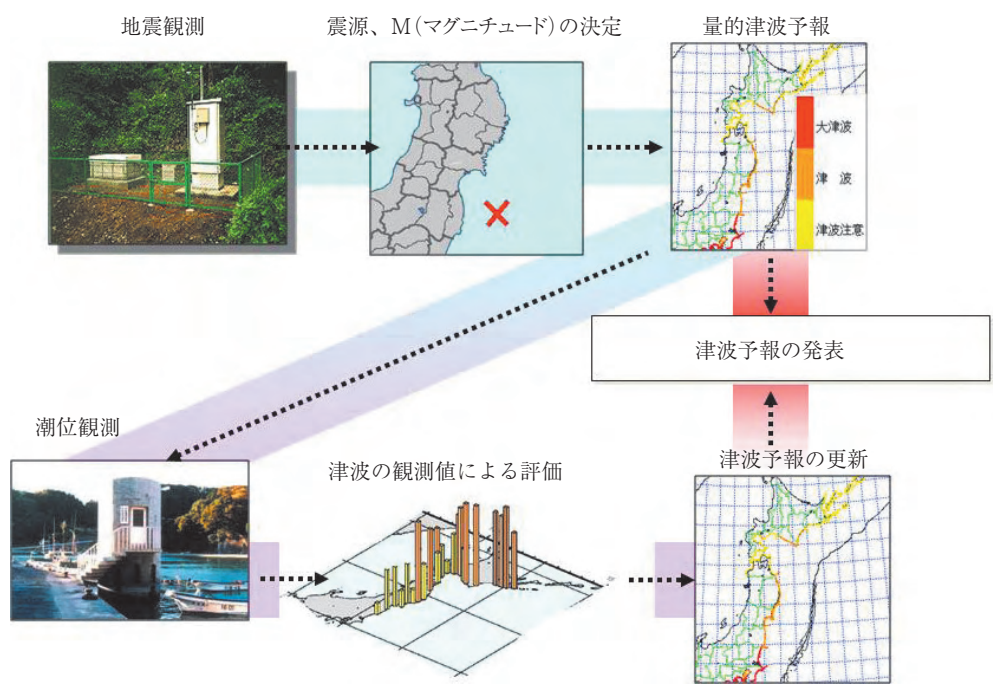 地震観測
震源、M（マグニチュード）の決定
量的津波予報
大津波
津　波
津波注意
津波予報の発表
潮位観測
津波の観測値による評価
津波予報の更新